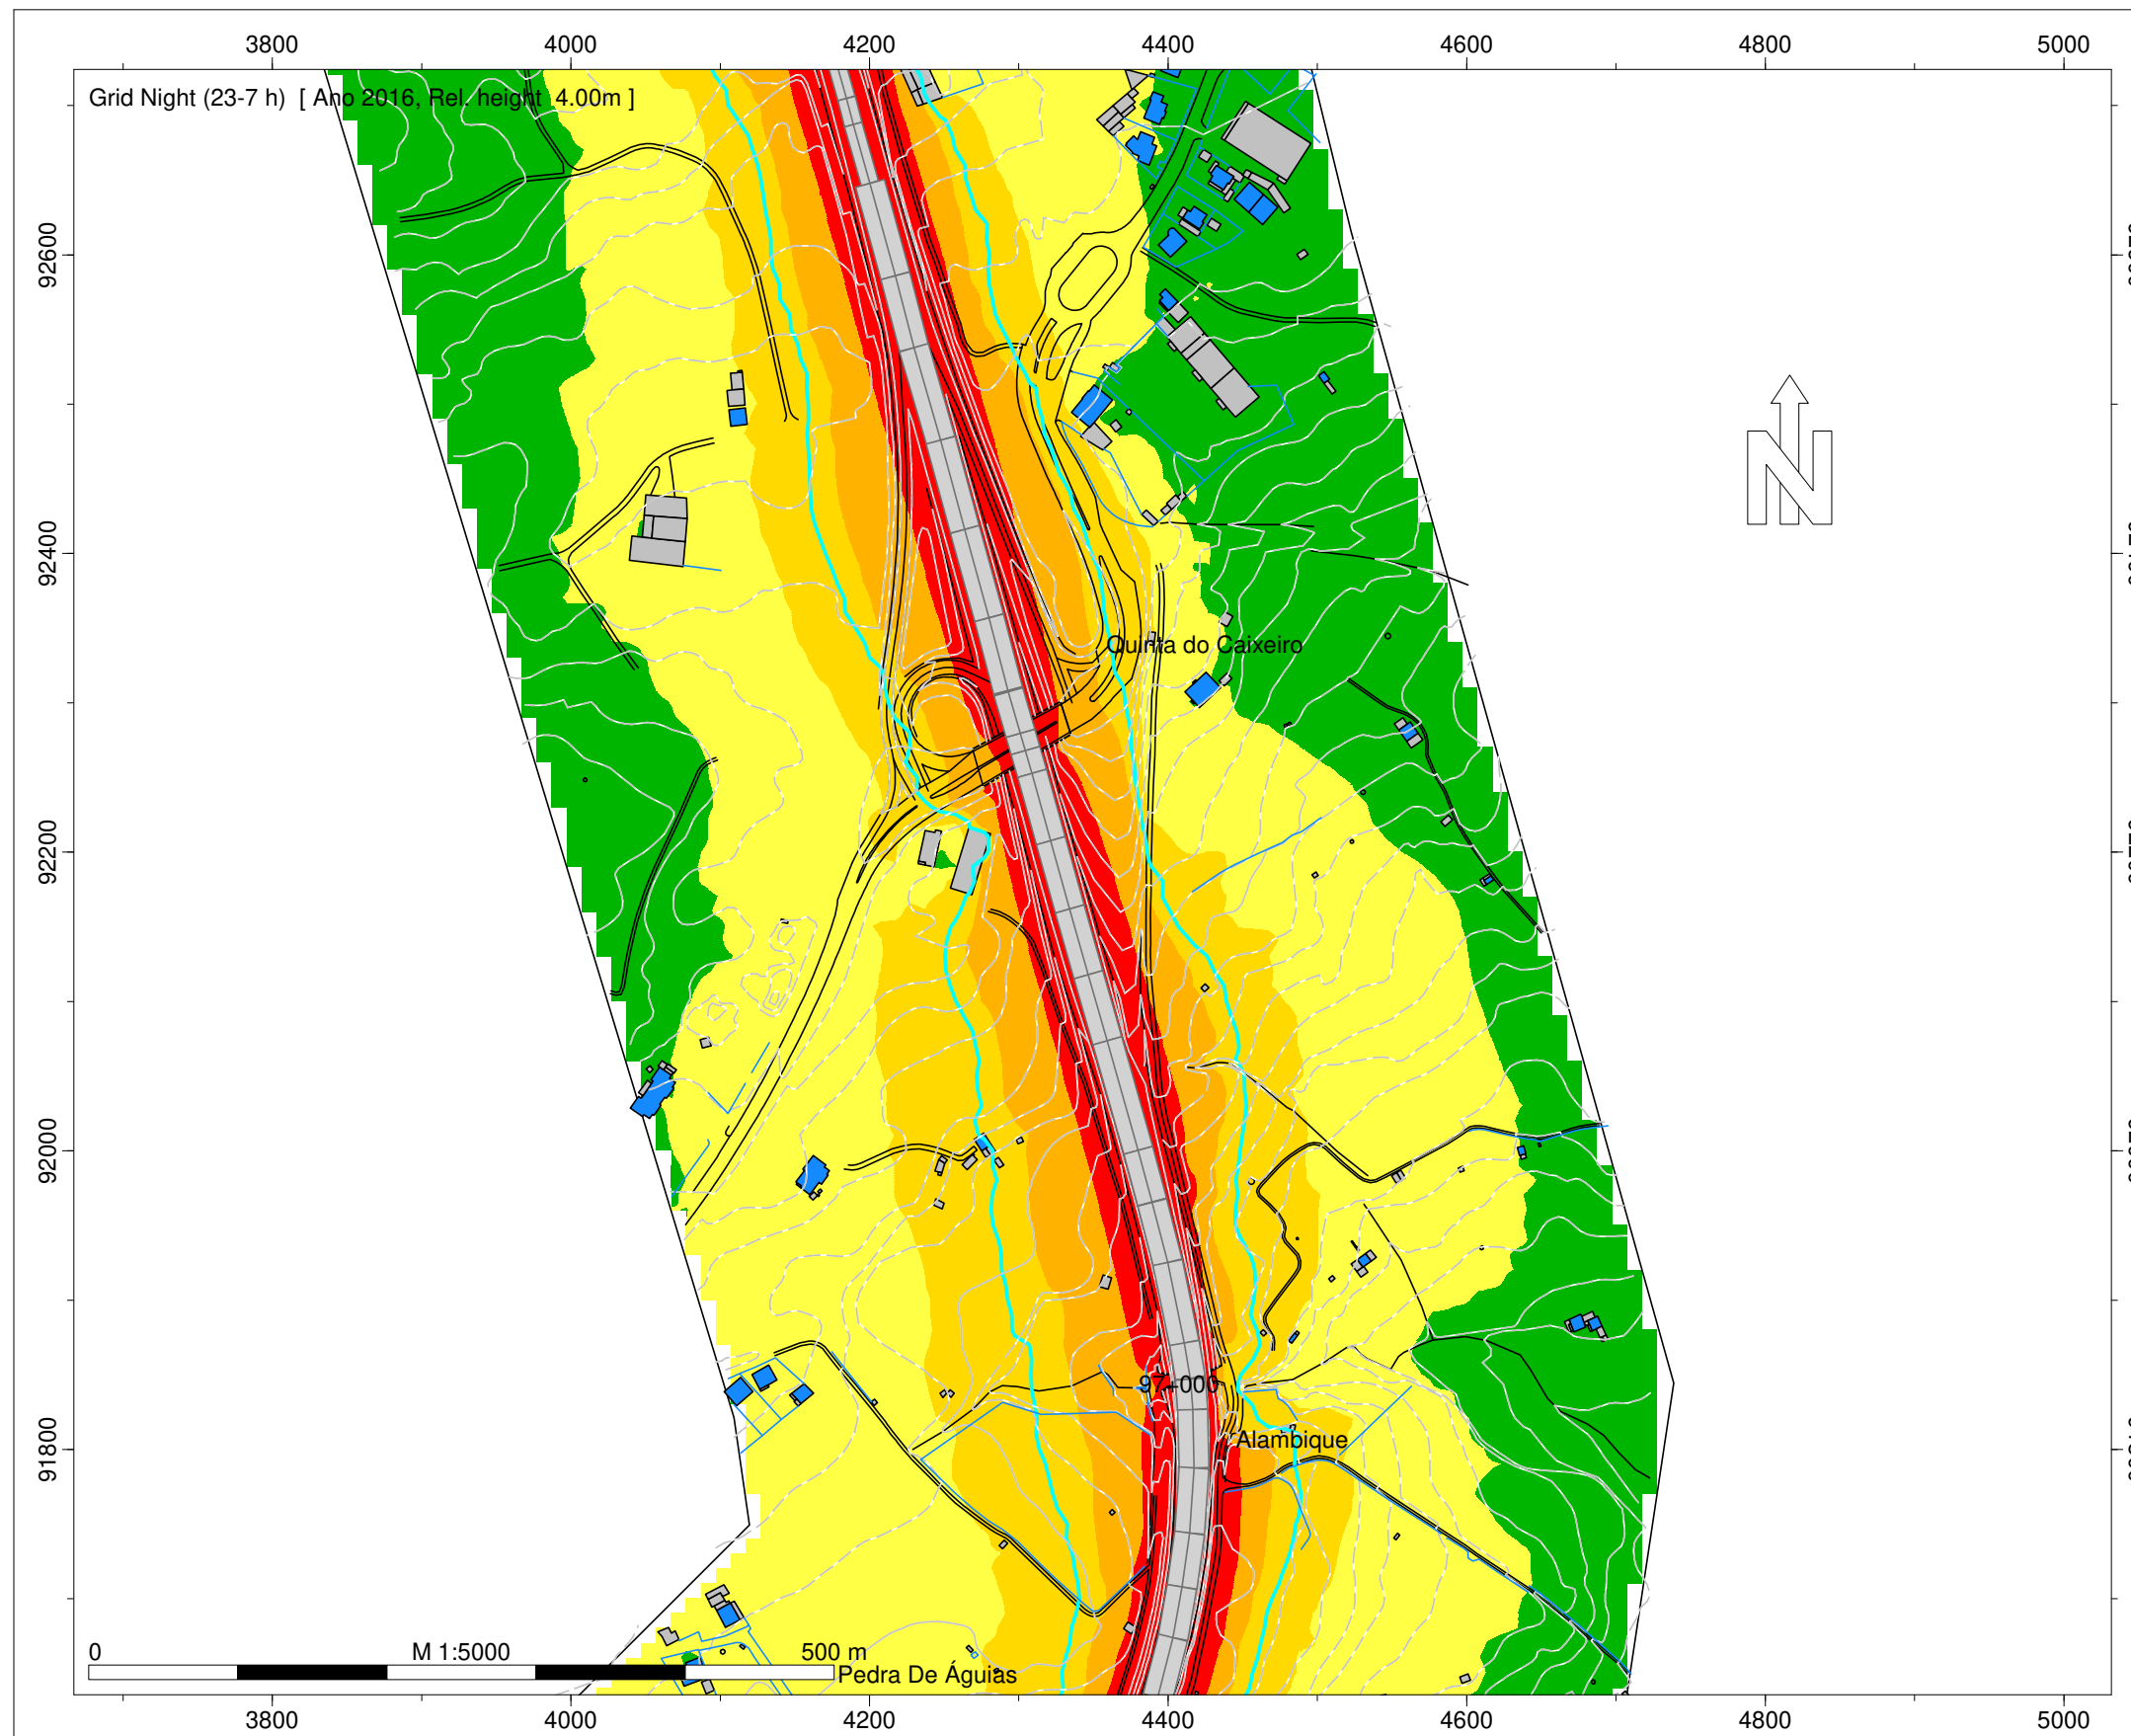 3800 4000 4200 4400 4600 4800 5000
Grid Night (23-7 h) [ Ano 2016, Rel. height 4.00m ]
92600
92400
Quinta do Caixeiro
92200
92000
97+000
Alambique
91800
0 M 1:5000 500 m
Pedra De Águias
3800 4000 4200 4400 4600 4800 5000